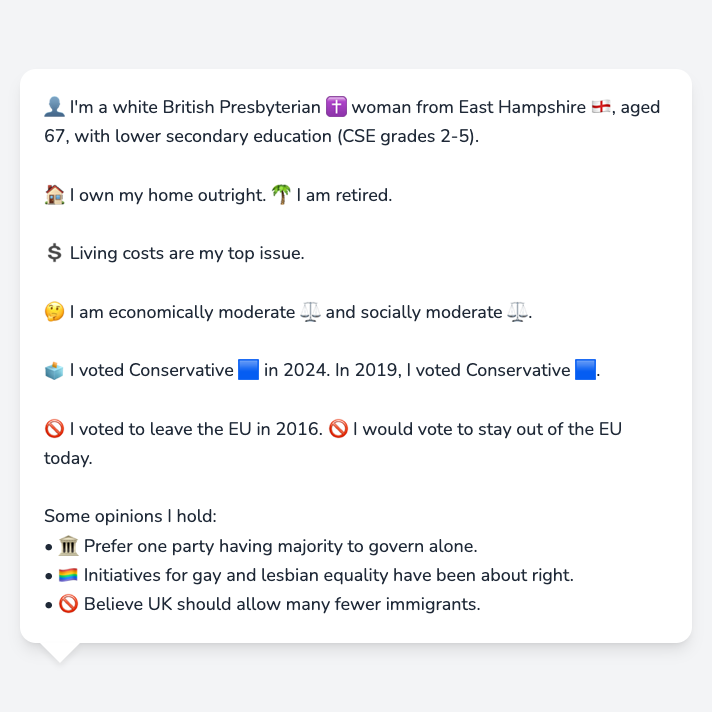 👤 I'm a white British Presbyterian ✝️ woman from East Hampshire 🏴󠁧󠁢󠁥󠁮󠁧󠁿, aged
67, with lower secondary education (CSE grades 2-5).
🏠 I own my home outright. 🌴 I am retired.
💲 Living costs are my top issue.
🤔 I am economically moderate ⚖️ and socially moderate ⚖️.
🗳️ I voted Conservative 🟦 in 2024. In 2019, I voted Conservative 🟦.
🚫 I voted to leave the EU in 2016. 🚫 I would vote to stay out of the EU
today.
Some opinions I hold:
• 🏛️ Prefer one party having majority to govern alone.
• 🏳️‍🌈 Initiatives for gay and lesbian equality have been about right.
• 🚫 Believe UK should allow many fewer immigrants.